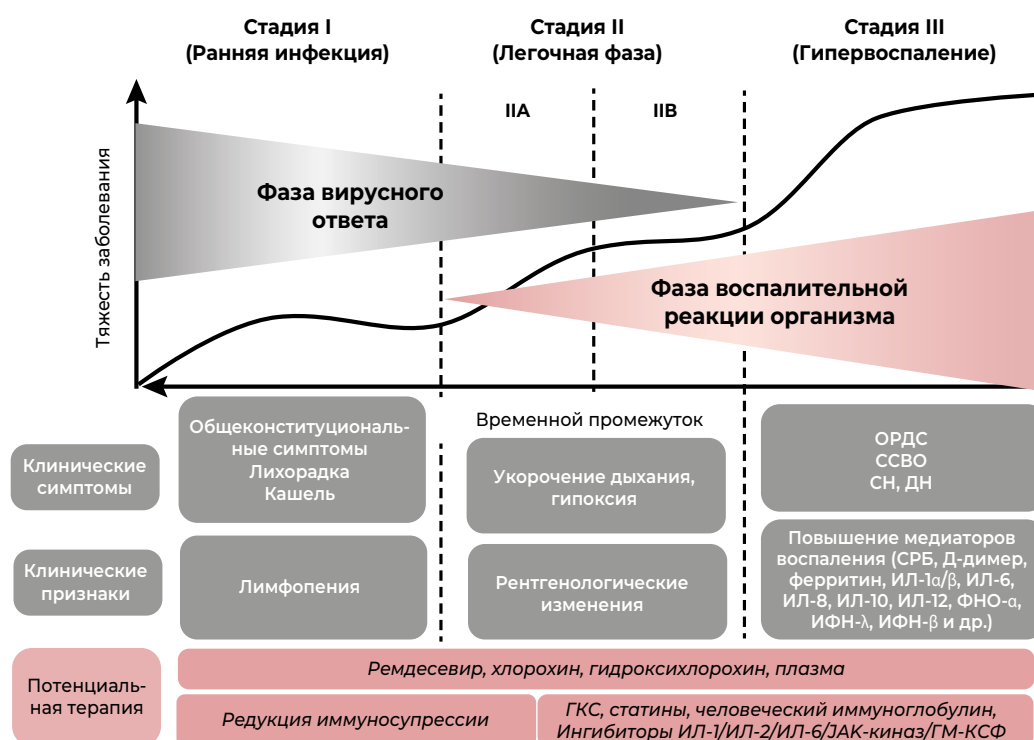 Стадия I
(Ранняя инфекция)
Стадия II
(Легочная фаза)
Стадия III
(Гипервоспаление)
IIA
IIB
Тяжесть заболевания
Фаза вирусного
ответа
Фаза воспалительной
реакции организма
Временной промежуток
Клинические
симптомы
Общеконституциональ-
ные симптомы
Лихорадка
Кашель
Укорочение дыхания,
гипоксия
ОРДС
ССВО
СН, ДН
Клинические
признаки
Лимфопения
Рентгенологические
изменения
Повышение медиаторов
воспаления (СРБ, Д-димер,
ферритин, ИЛ-1α/β, ИЛ-6,
ИЛ-8, ИЛ-10, ИЛ-12, ФНО-α,
ИФН-λ, ИФН-β и др.)
Потенциаль-
ная терапия
Ремдесевир, хлорохин, гидроксихлорохин, плазма
Редукция иммуносупрессии
ГКС, статины, человеческий иммуноглобулин,
Ингибиторы ИЛ-1/ИЛ-2/ИЛ-6/JAK-киназ/ГМ-КСФ